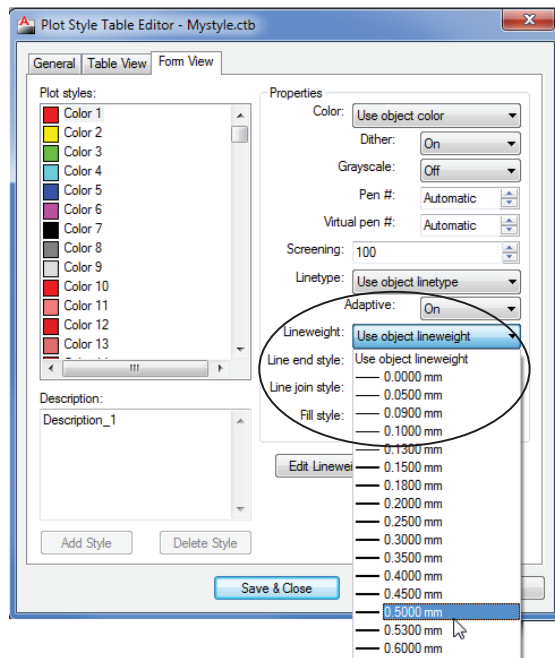 Plot Style Table Editor - Mystyle.ctb
General Table View Form View
Plot styles:
Color 1
Color 2
Color 3
Color 4
Color 5
Color 6
Color 7
Color 8
Color 9
Color 10
Color 11
Color 12
Color 13
Description:
Description_1
Add Style Delete Style
Properties
Color: Use object color
Dither: On
Grayscale: Off
Pen #: Automatic
Virtual pen #: Automatic
Screening: 100
Linetype: Use object linetype
Adaptive: On
Lineweight: Use object lineweight
Line end style:
Line join style:
Fill style:
Use object lineweight
0.0000 mm
0.0500 mm
0.0900 mm
0.1000 mm
0.1300 mm
0.1500 mm
0.1800 mm
0.2000 mm
0.2500 mm
0.3000 mm
0.3500 mm
0.4000 mm
0.4500 mm
0.5000 mm
0.5300 mm
0.6000 mm
Edit
Save & Close